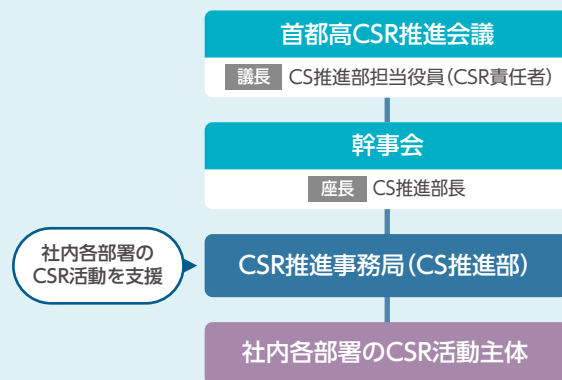 首都高CSR推進会議
議長 CS推進部担当役員(CSR責任者)
幹事会
座長 CS推進部長
社内各部署の
CSR活動を支援
CSR推進事務局(CS推進部)
社内各部署のCSR活動主体